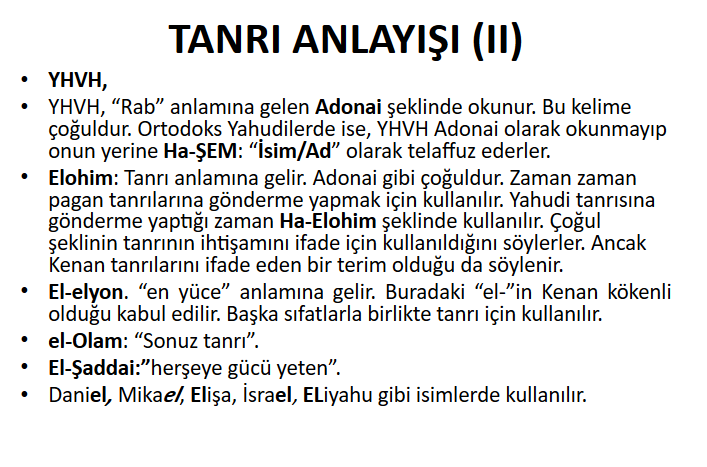 TANRI ANLAYIŞI (II)
• YHVH,
• YHVH, “Rab” anlamına gelen Adonai şeklinde okunur. Bu kelime
çoğuldur. Ortodoks Yahudilerde ise, YHVH Adonai olarak okunmayıp
onun yerine Ha-ŞEM: “İsim/Ad” olarak telaffuz ederler.
• Elohim: Tanrı anlamına gelir. Adonai gibi çoğuldur. Zaman zaman
pagan tanrılarına gönderme yapmak için kullanılır. Yahudi tanrısına
gönderme yaptığı zaman Ha-Elohim şeklinde kullanılır. Çoğul
şeklinin tanrının ihtişamını ifade için kullanıldığını söylerler. Ancak
Kenan tanrılarını ifade eden bir terim olduğu da söylenir.
• El-elyon. “en yüce” anlamına gelir. Buradaki “el-”in Kenan kökenli
olduğu kabul edilir. Başka sıfatlarla birlikte tanrı için kullanılır.
• el-Olam: “Sonuz tanrı”.
• El-Şaddai:”herşeye gücü yeten”.
• Daniel, Mikael, Elişa, İsrael, ELiyahu gibi isimlerde kullanılır.